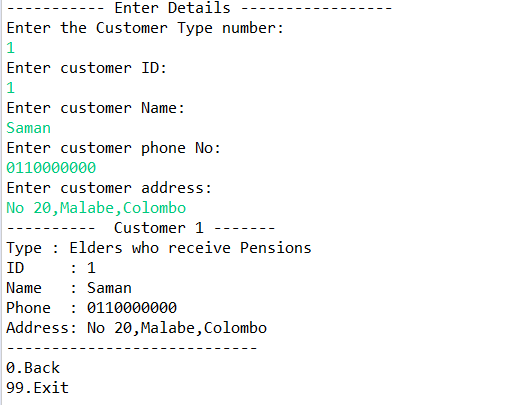 ----------- Enter Details -----------------
Enter the Customer Type number:
1
Enter customer ID:
1
Enter customer Name:
Saman
Enter customer phone No:
0110000000
Enter customer address:
No 20,Malabe,Colombo
----------  Customer 1 -------
Type : Elders who receive Pensions
ID     : 1
Name   : Saman
Phone  : 0110000000
Address: No 20,Malabe,Colombo
----------------------------
0.Back
99.Exit